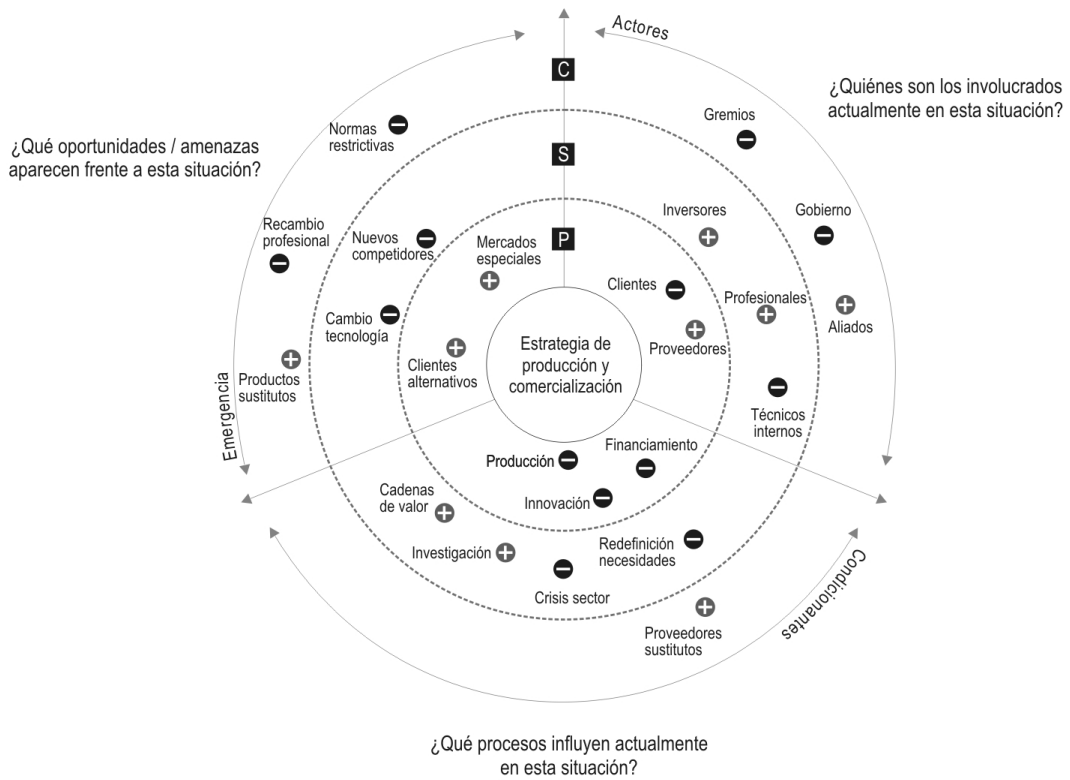 Actores
C
¿Quiénes son los involucrados
actualmente en esta situación?
Gremios
Normas
restrictivas
¿Qué oportunidades / amenazas
aparecen frente a esta situación?
S
Inversores
Gobierno
Recambio
profesional
Nuevos
competidores
Mercados
especiales
P
Clientes
Profesionales
Aliados
Cambio
tecnología
Proveedores
Clientes
alternativos
Estrategia de
producción y
comercialización
Productos
sustitutos
Emergencia
Técnicos
internos
Producción
Financiamiento
Innovación
Cadenas
de valor
Investigación
Redefinición
necesidades
Crisis sector
Condicionantes
Proveedores
sustitutos
¿Qué procesos influyen actualmente
en esta situación?